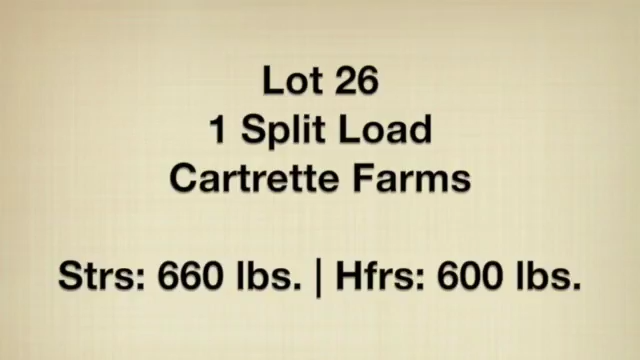 Lot 26
1 Split Load
Cartrette Farms
Strs: 660 lbs. | Hfrs: 600 lbs.